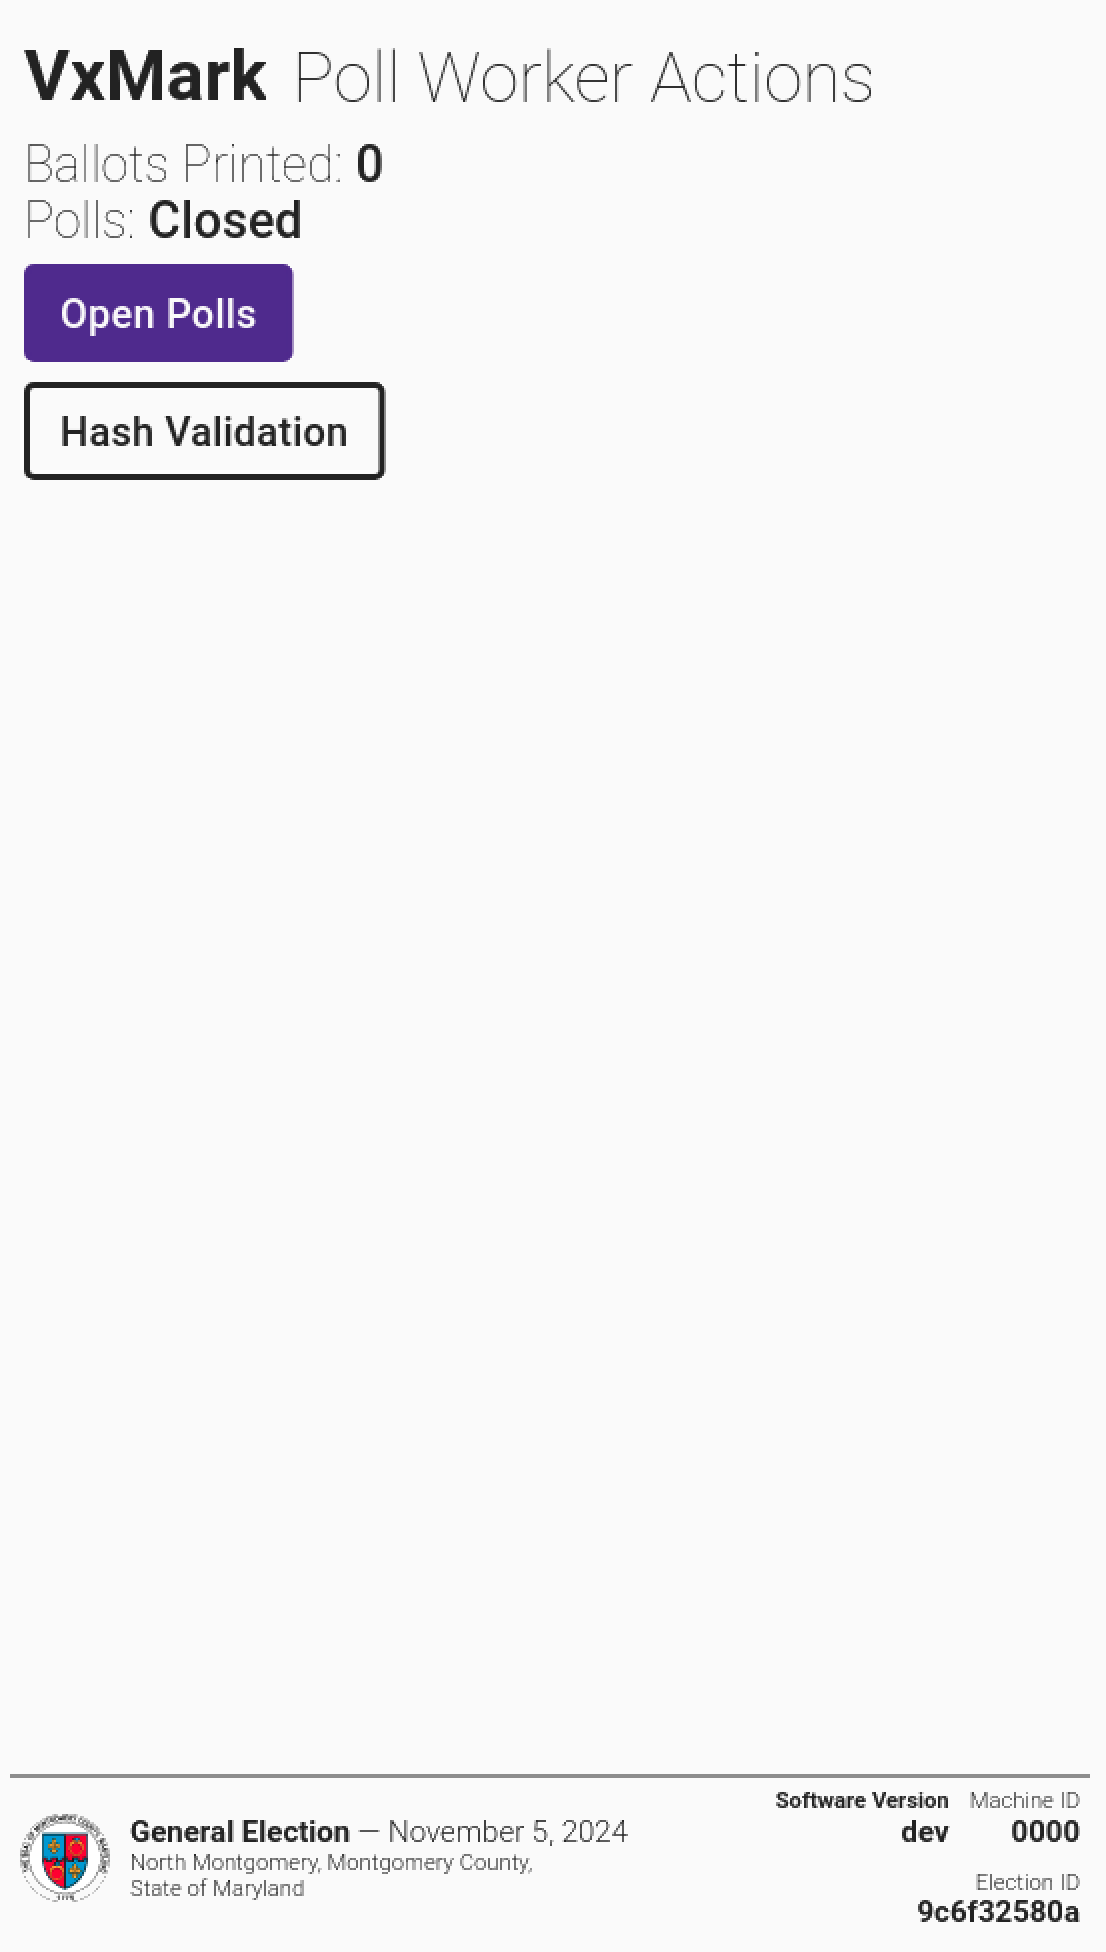 VxMark Poll Worker Actions
Ballots Printed: 0
Polls: Closed
Open Polls
Hash Validation
General Election — November 5, 2024
North Montgomery, Montgomery County,
State of Maryland
Software Version
dev
Machine ID
0000
Election ID
9c6f32580a